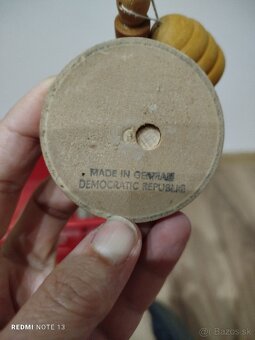 MADE IN GERMAN
DEMOCRATIC REPUBLIC
REDMI NOTE 13
Bazos.sk